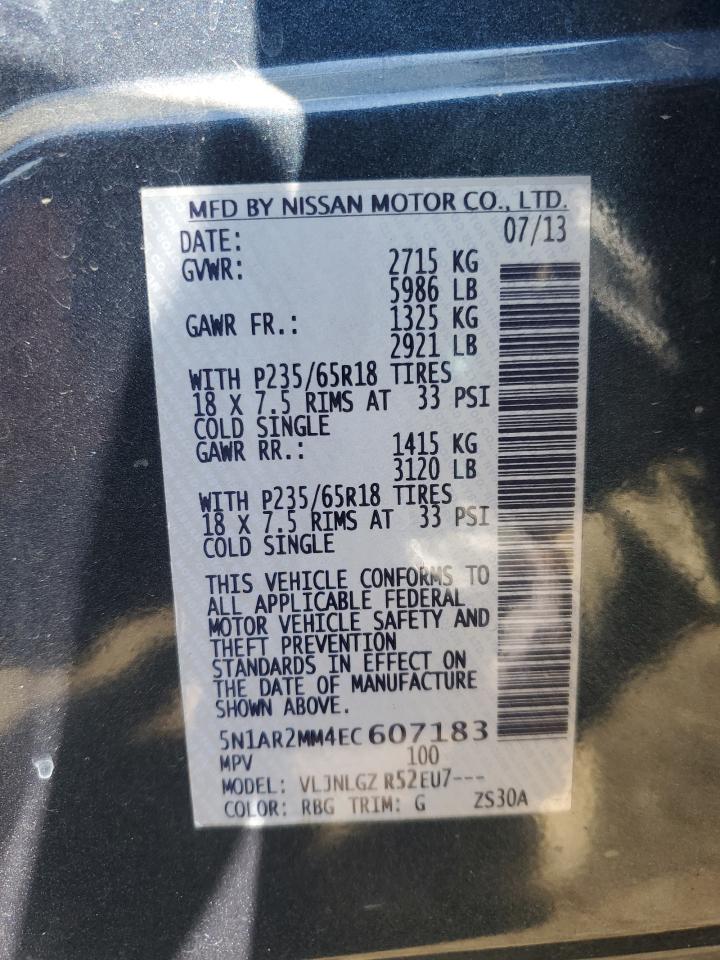 MFD BY NISSAN MOTOR CO., LTD.
DATE: 07/13
GVWR: 2715 KG
5986 LB
GAWR FR.: 1325 KG
2921 LB
WITH P235/65R18 TIRES
18 X 7.5 RIMS AT 33 PSI
COLD SINGLE
GAWR RR.: 1415 KG
3120 LB
WITH P235/65R18 TIRES
18 X 7.5 RIMS AT 33 PSI
COLD SINGLE
THIS VEHICLE CONFORMS TO
ALL APPLICABLE FEDERAL
MOTOR VEHICLE SAFETY AND
THEFT PREVENTION
STANDARDS IN EFFECT ON
THE DATE OF MANUFACTURE
SHOWN ABOVE.
5N1AR2MM4EC607183
MPV 100
MODEL: VLJNLGZ R52EU7---
COLOR: RBG TRIM: G ZS30A